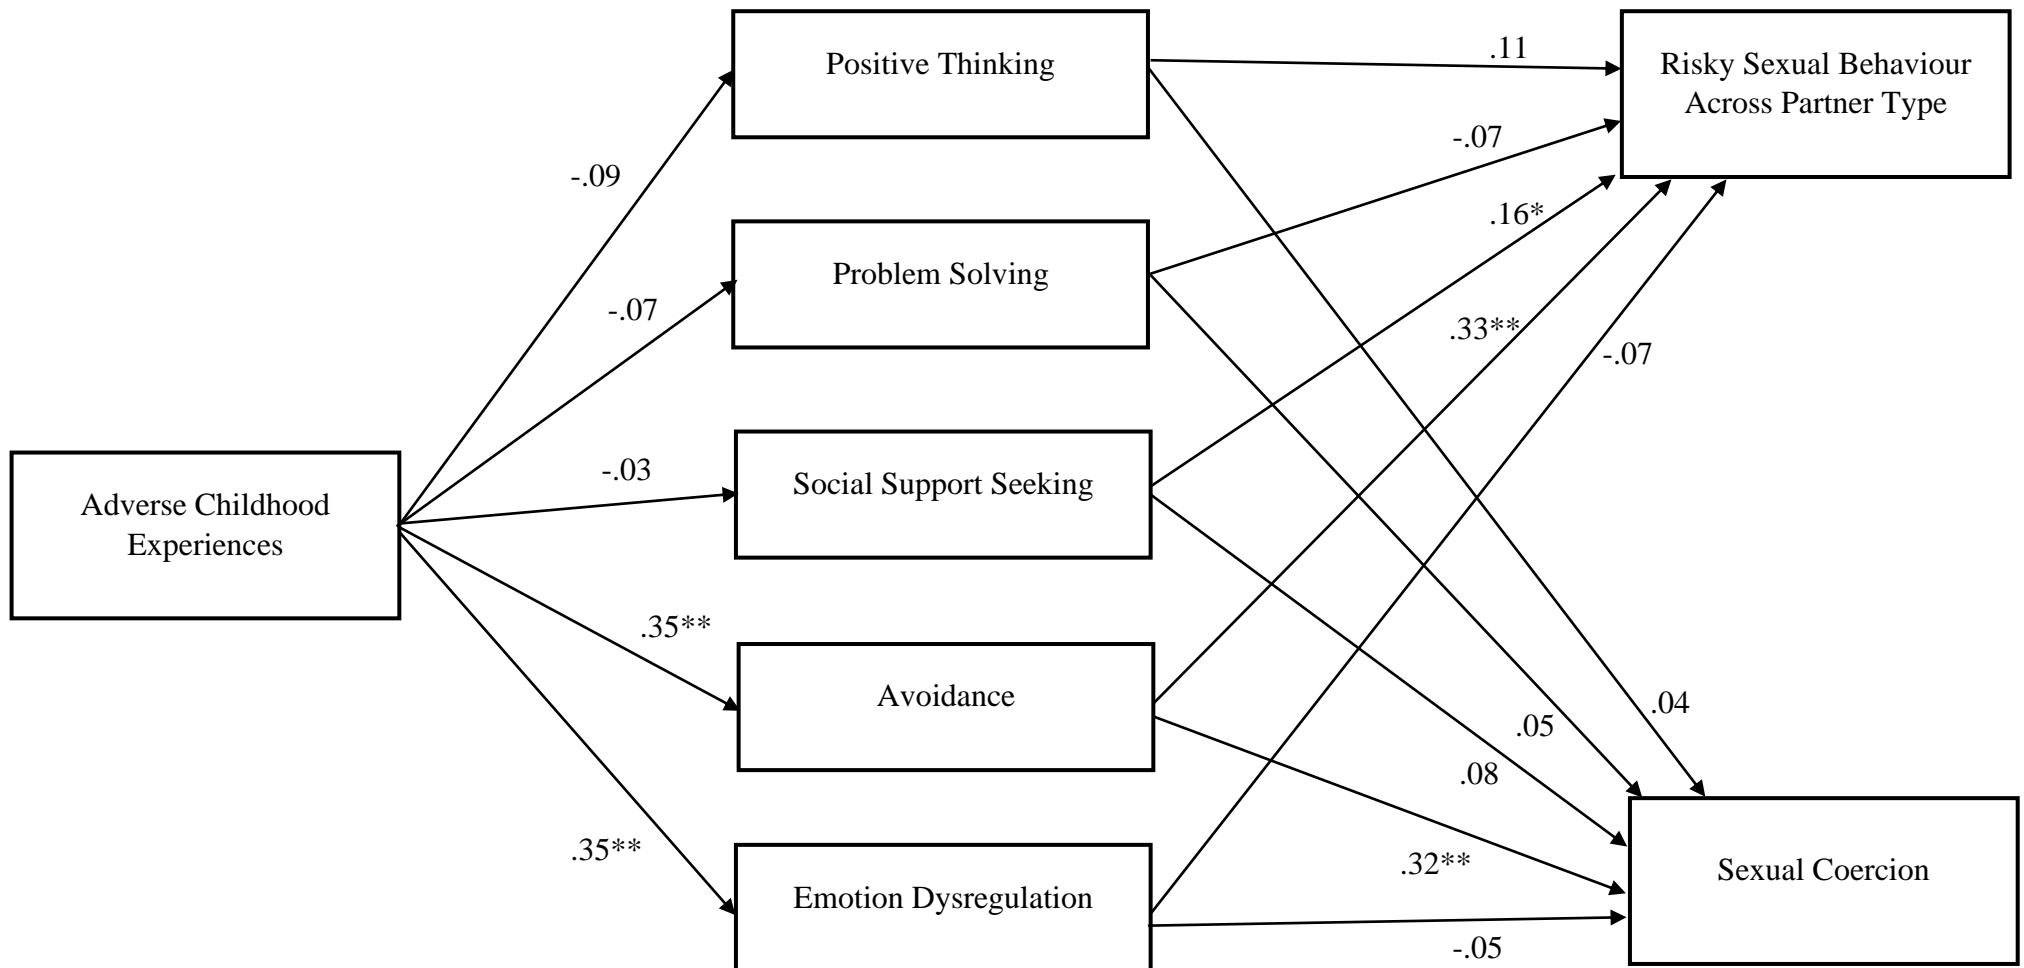 Positive Thinking
.11
Risky Sexual Behaviour
Across Partner Type
-.07
-.09
.16*
Problem Solving
-.07
.33**
-.07
-.03
Social Support Seeking
Adverse Childhood
Experiences
.35**
Avoidance
.04
.05
.08
.35**
.32**
Sexual Coercion
Emotion Dysregulation
-.05